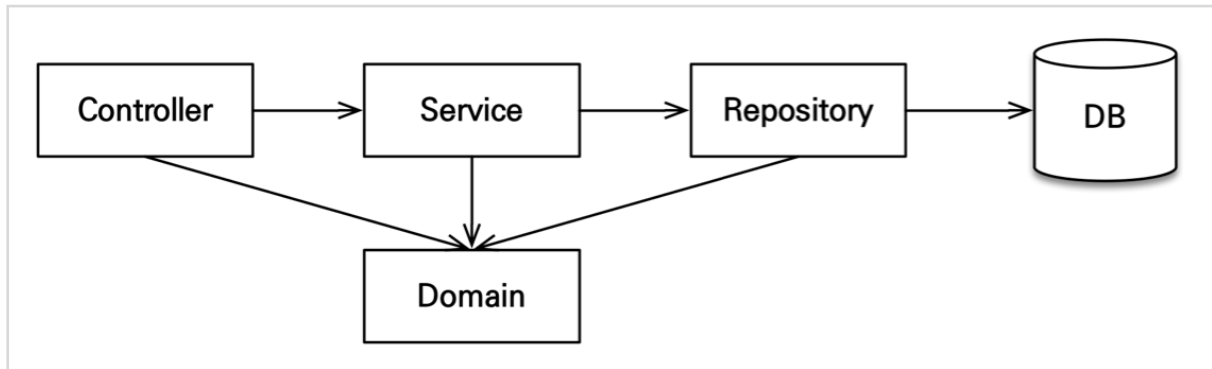 Controller
Service
Repository
DB
Domain